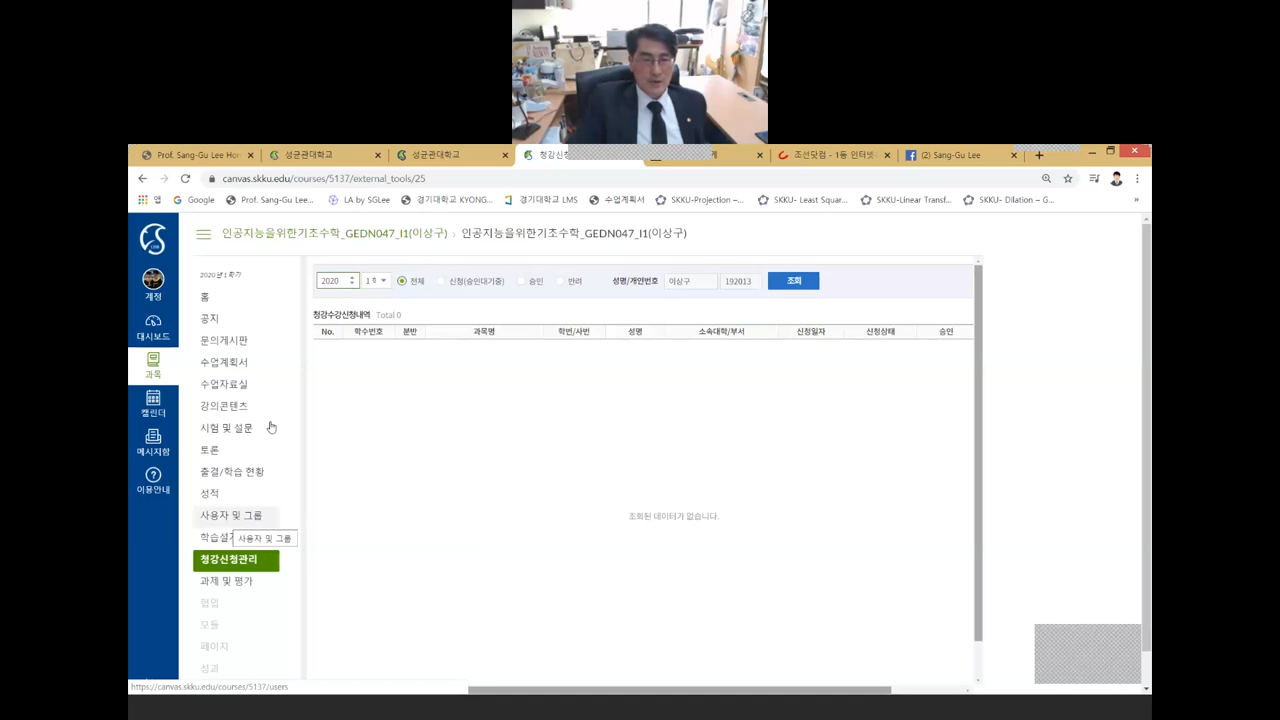 Prof. Sang-Gu Lee Hor
성균관대학교
성균관대학교
청강신청
조선닷컴 - 1등 인터넷
(2) Sang-Gu Lee
canvas.skku.edu/courses/5137/external_tools/25
앱
Google
Prof. Sang-Gu Lee...
LA by SGLee
경기대학교 KYONG...
경기대학교 LMS
수업계획서
SKKU-Projection –...
SKKU- Least Squar...
SKKU-Linear Transf...
SKKU- Dilation – G...
»
인공지능을위한기초수학_GEDN047_I1(이상구) › 인공지능을위한기초수학_GEDN047_I1(이상구)
계정
대시보드
과목
캘린더
메시지함
이용안내
2020년 1학기
홈
공지
문의게시판
수업계획서
수업자료실
강의콘텐츠
시험 및 설문
토론
출결/학습 현황
성적
사용자 및 그룹
학습설
사용자 및 그룹
청강신청관리
과제 및 평가
협업
모듈
페이지
성과
2020
전체 신청(승인대기중) 승인 반려 성명/개인번호 이상구 192013 조회
청강수강신청내역 Total 0
No. 학수번호 분반 과목명 학번/사번 성명 소속대학/부서 신청일자 신청상태 승인
조회된 데이터가 없습니다.
https://canvas.skku.edu/courses/5137/users